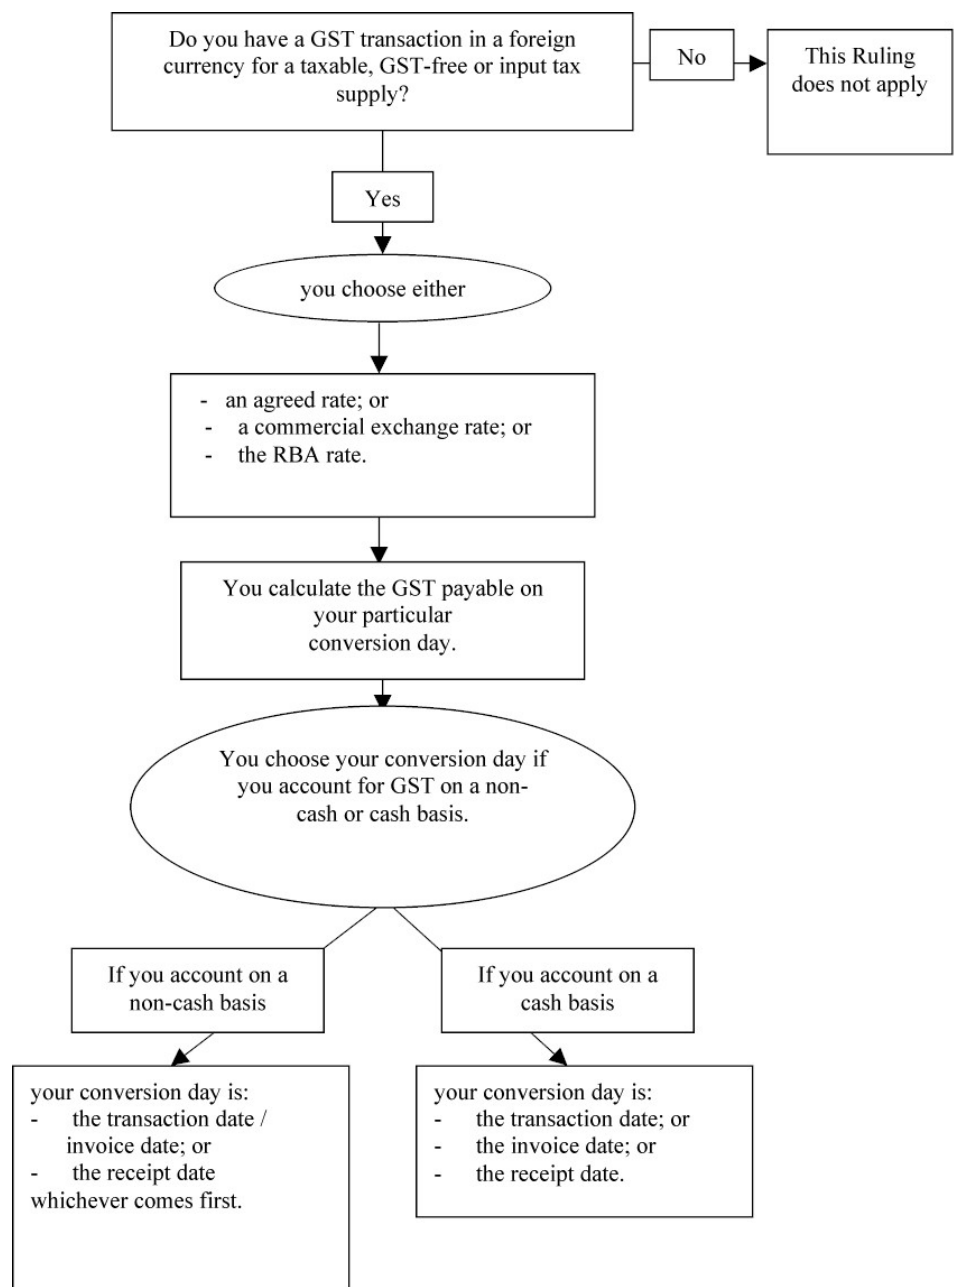 Do you have a GST transaction in a foreign
currency for a taxable, GST-free or input tax
supply?
No
This Ruling
does not apply
Yes
you choose either
- an agreed rate; or
- a commercial exchange rate; or
- the RBA rate.
You calculate the GST payable on
your particular
conversion day.
You choose your conversion day if
you account for GST on a non-
cash or cash basis.
If you account on a
non-cash basis
If you account on a
cash basis
your conversion day is:
- the transaction date /
invoice date; or
- the receipt date
whichever comes first.
your conversion day is:
- the transaction date; or
- the invoice date; or
- the receipt date.